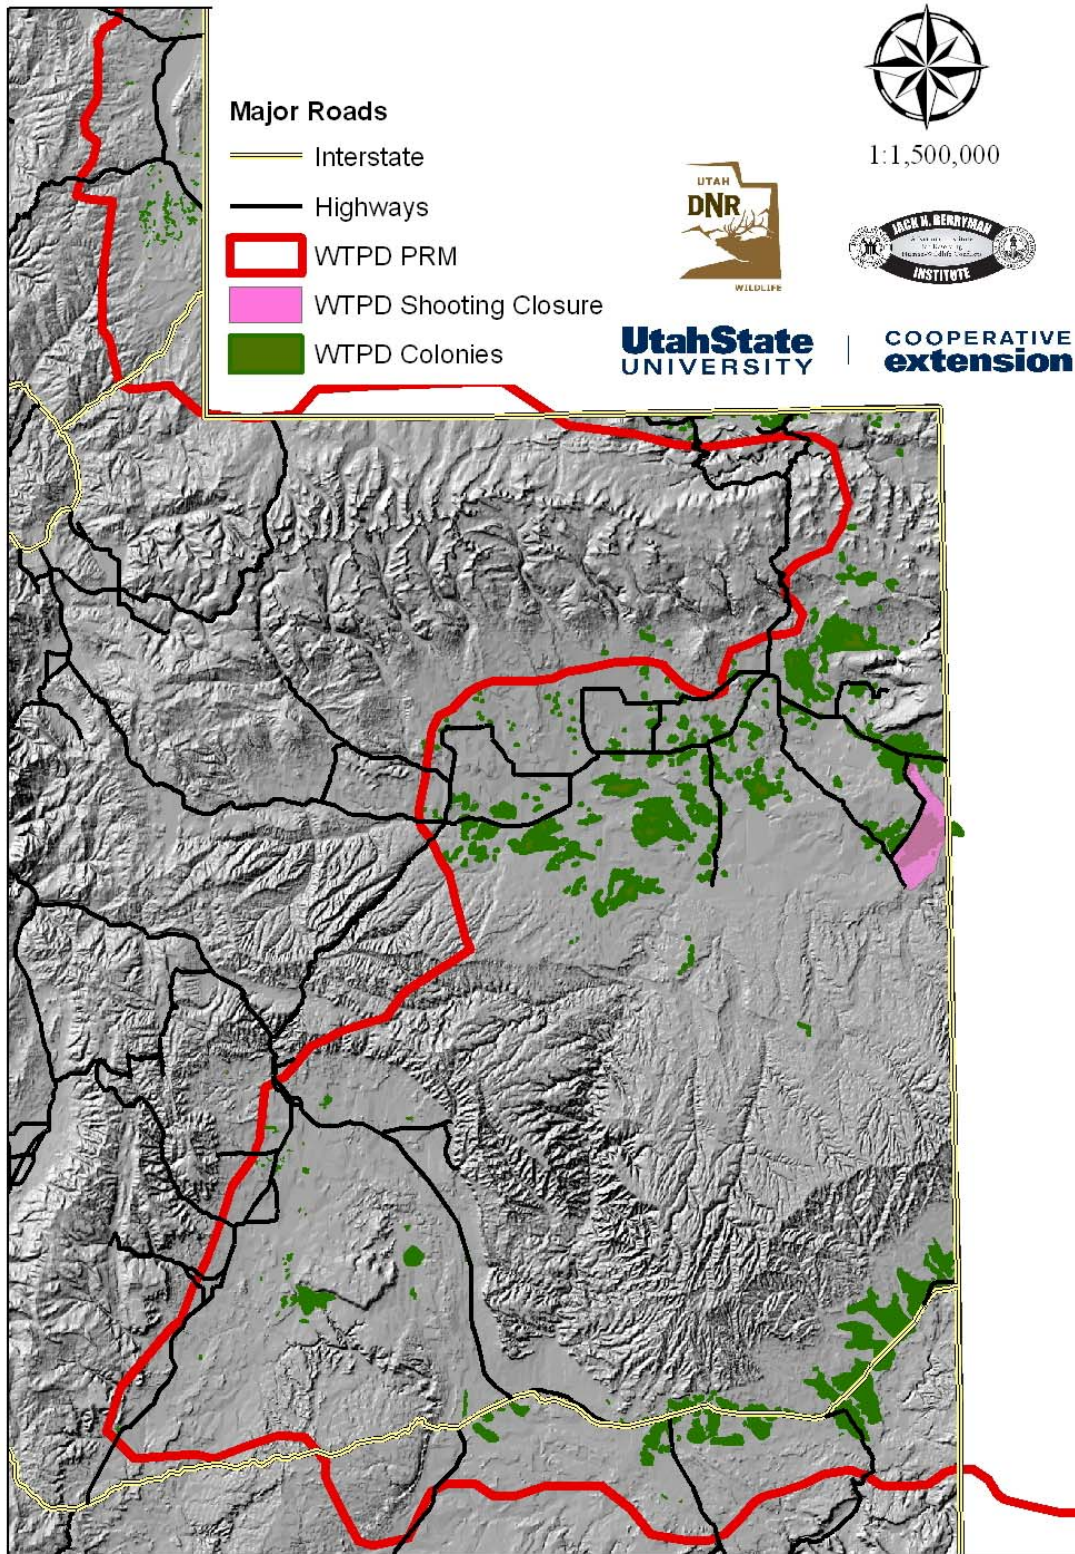 Major Roads
Interstate
Highways
WTPD PRM
WTPD Shooting Closure
WTPD Colonies
1:1,500,000
UTAH
DNR
WILDLIFE
JACK H. BERRYMAN
INSTITUTE
UtahState
UNIVERSITY
COOPERATIVE
extension